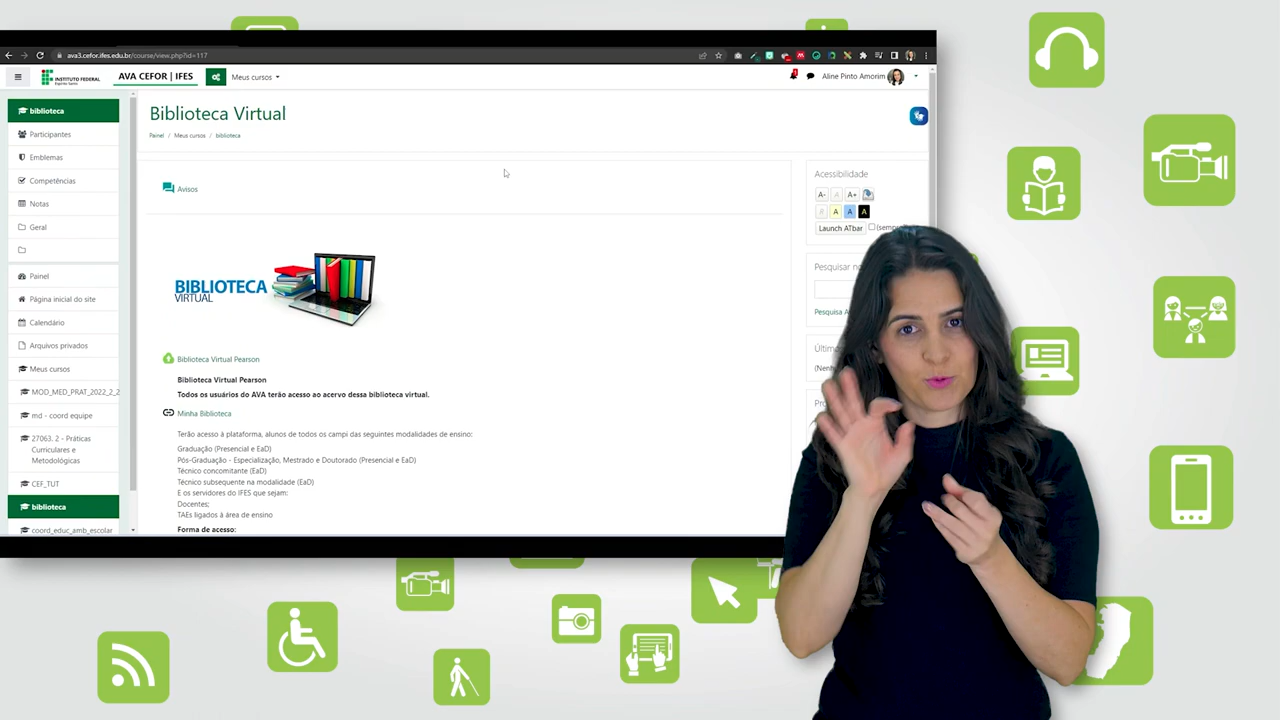 ava3.cefor.ifes.edu.br/course/view.php?id=117
INSTITUTO FEDERAL
Espírito Santo
AVA CEFOR | IFES
Meus cursos
Aline Pinto Amorim
biblioteca
Participantes
Emblemas
Competências
Notas
Geral
Painel
Página inicial do site
Calendário
Arquivos privados
Meus cursos
MOD_MED_PRAT_2022_2_2
md - coord equipe
27063. 2 - Práticas
Curriculares e
Metodológicas
CEF_TUT
biblioteca
coord_educ_amb_escolar
Biblioteca Virtual
Painel / Meus cursos / biblioteca
Avisos
BIBLIOTECA
VIRTUAL
Biblioteca Virtual Pearson
Biblioteca Virtual Pearson
Todos os usuários do AVA terão acesso ao acervo dessa biblioteca virtual.
Minha Biblioteca
Terão acesso à plataforma, alunos de todos os campi das seguintes modalidades de ensino:
Graduação (Presencial e EaD)
Pós-Graduação - Especialização, Mestrado e Doutorado (Presencial e EaD)
Técnico concomitante (EaD)
Técnico subsequente na modalidade (EaD)
E os servidores do IFES que sejam:
Docentes;
TAEs ligados à área de ensino
Forma de acesso:
Acessibilidade
A- A A+
R A A A
Launch ATbar
Pesquisar no